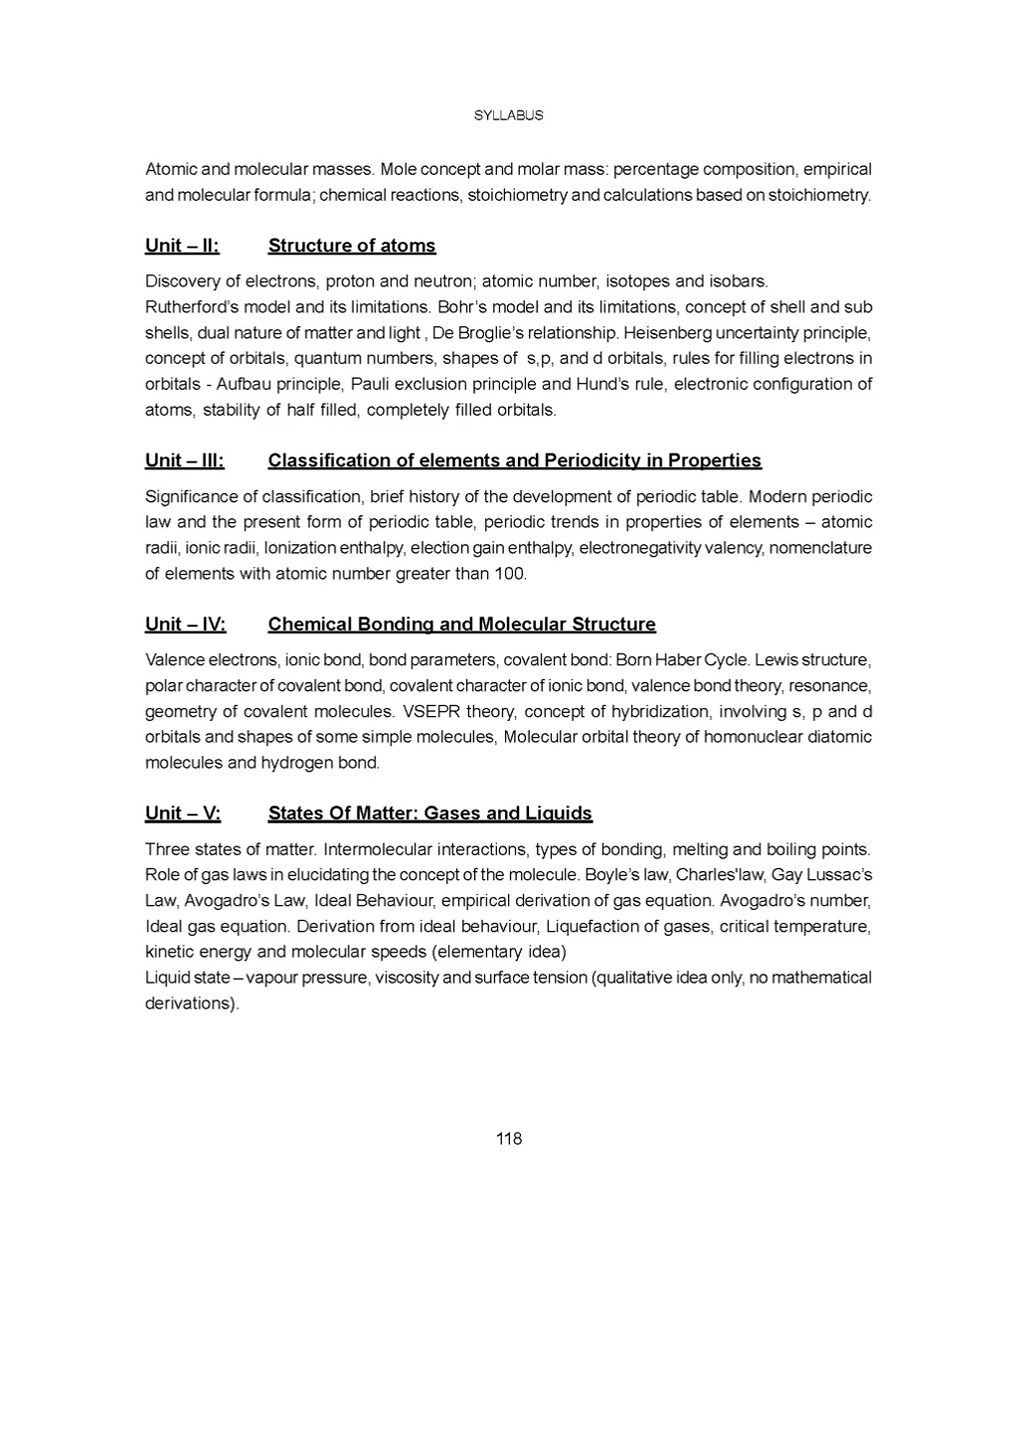 SYLLABUS
Atomic and molecular masses. Mole concept and molar mass: percentage composition, empirical
and molecular formula; chemical reactions, stoichiometry and calculations based on stoichiometry.
Unit – II: Structure of atoms
Discovery of electrons, proton and neutron; atomic number, isotopes and isobars.
Rutherford's model and its limitations. Bohr's model and its limitations, concept of shell and sub
shells, dual nature of matter and light , De Broglie's relationship. Heisenberg uncertainty principle,
concept of orbitals, quantum numbers, shapes of s,p, and d orbitals, rules for filling electrons in
orbitals - Aufbau principle, Pauli exclusion principle and Hund's rule, electronic configuration of
atoms, stability of half filled, completely filled orbitals.
Unit – III: Classification of elements and Periodicity in Properties
Significance of classification, brief history of the development of periodic table. Modern periodic
law and the present form of periodic table, periodic trends in properties of elements – atomic
radii, ionic radii, Ionization enthalpy, election gain enthalpy, electronegativity valency, nomenclature
of elements with atomic number greater than 100.
Unit – IV: Chemical Bonding and Molecular Structure
Valence electrons, ionic bond, bond parameters, covalent bond: Born Haber Cycle. Lewis structure,
polar character of covalent bond, covalent character of ionic bond, valence bond theory, resonance,
geometry of covalent molecules. VSEPR theory, concept of hybridization, involving s, p and d
orbitals and shapes of some simple molecules, Molecular orbital theory of homonuclear diatomic
molecules and hydrogen bond.
Unit – V: States Of Matter: Gases and Liquids
Three states of matter. Intermolecular interactions, types of bonding, melting and boiling points.
Role of gas laws in elucidating the concept of the molecule. Boyle's law, Charles'law, Gay Lussac's
Law, Avogadro's Law, Ideal Behaviour, empirical derivation of gas equation. Avogadro's number,
Ideal gas equation. Derivation from ideal behaviour, Liquefaction of gases, critical temperature,
kinetic energy and molecular speeds (elementary idea)
Liquid state – vapour pressure, viscosity and surface tension (qualitative idea only, no mathematical
derivations).
118